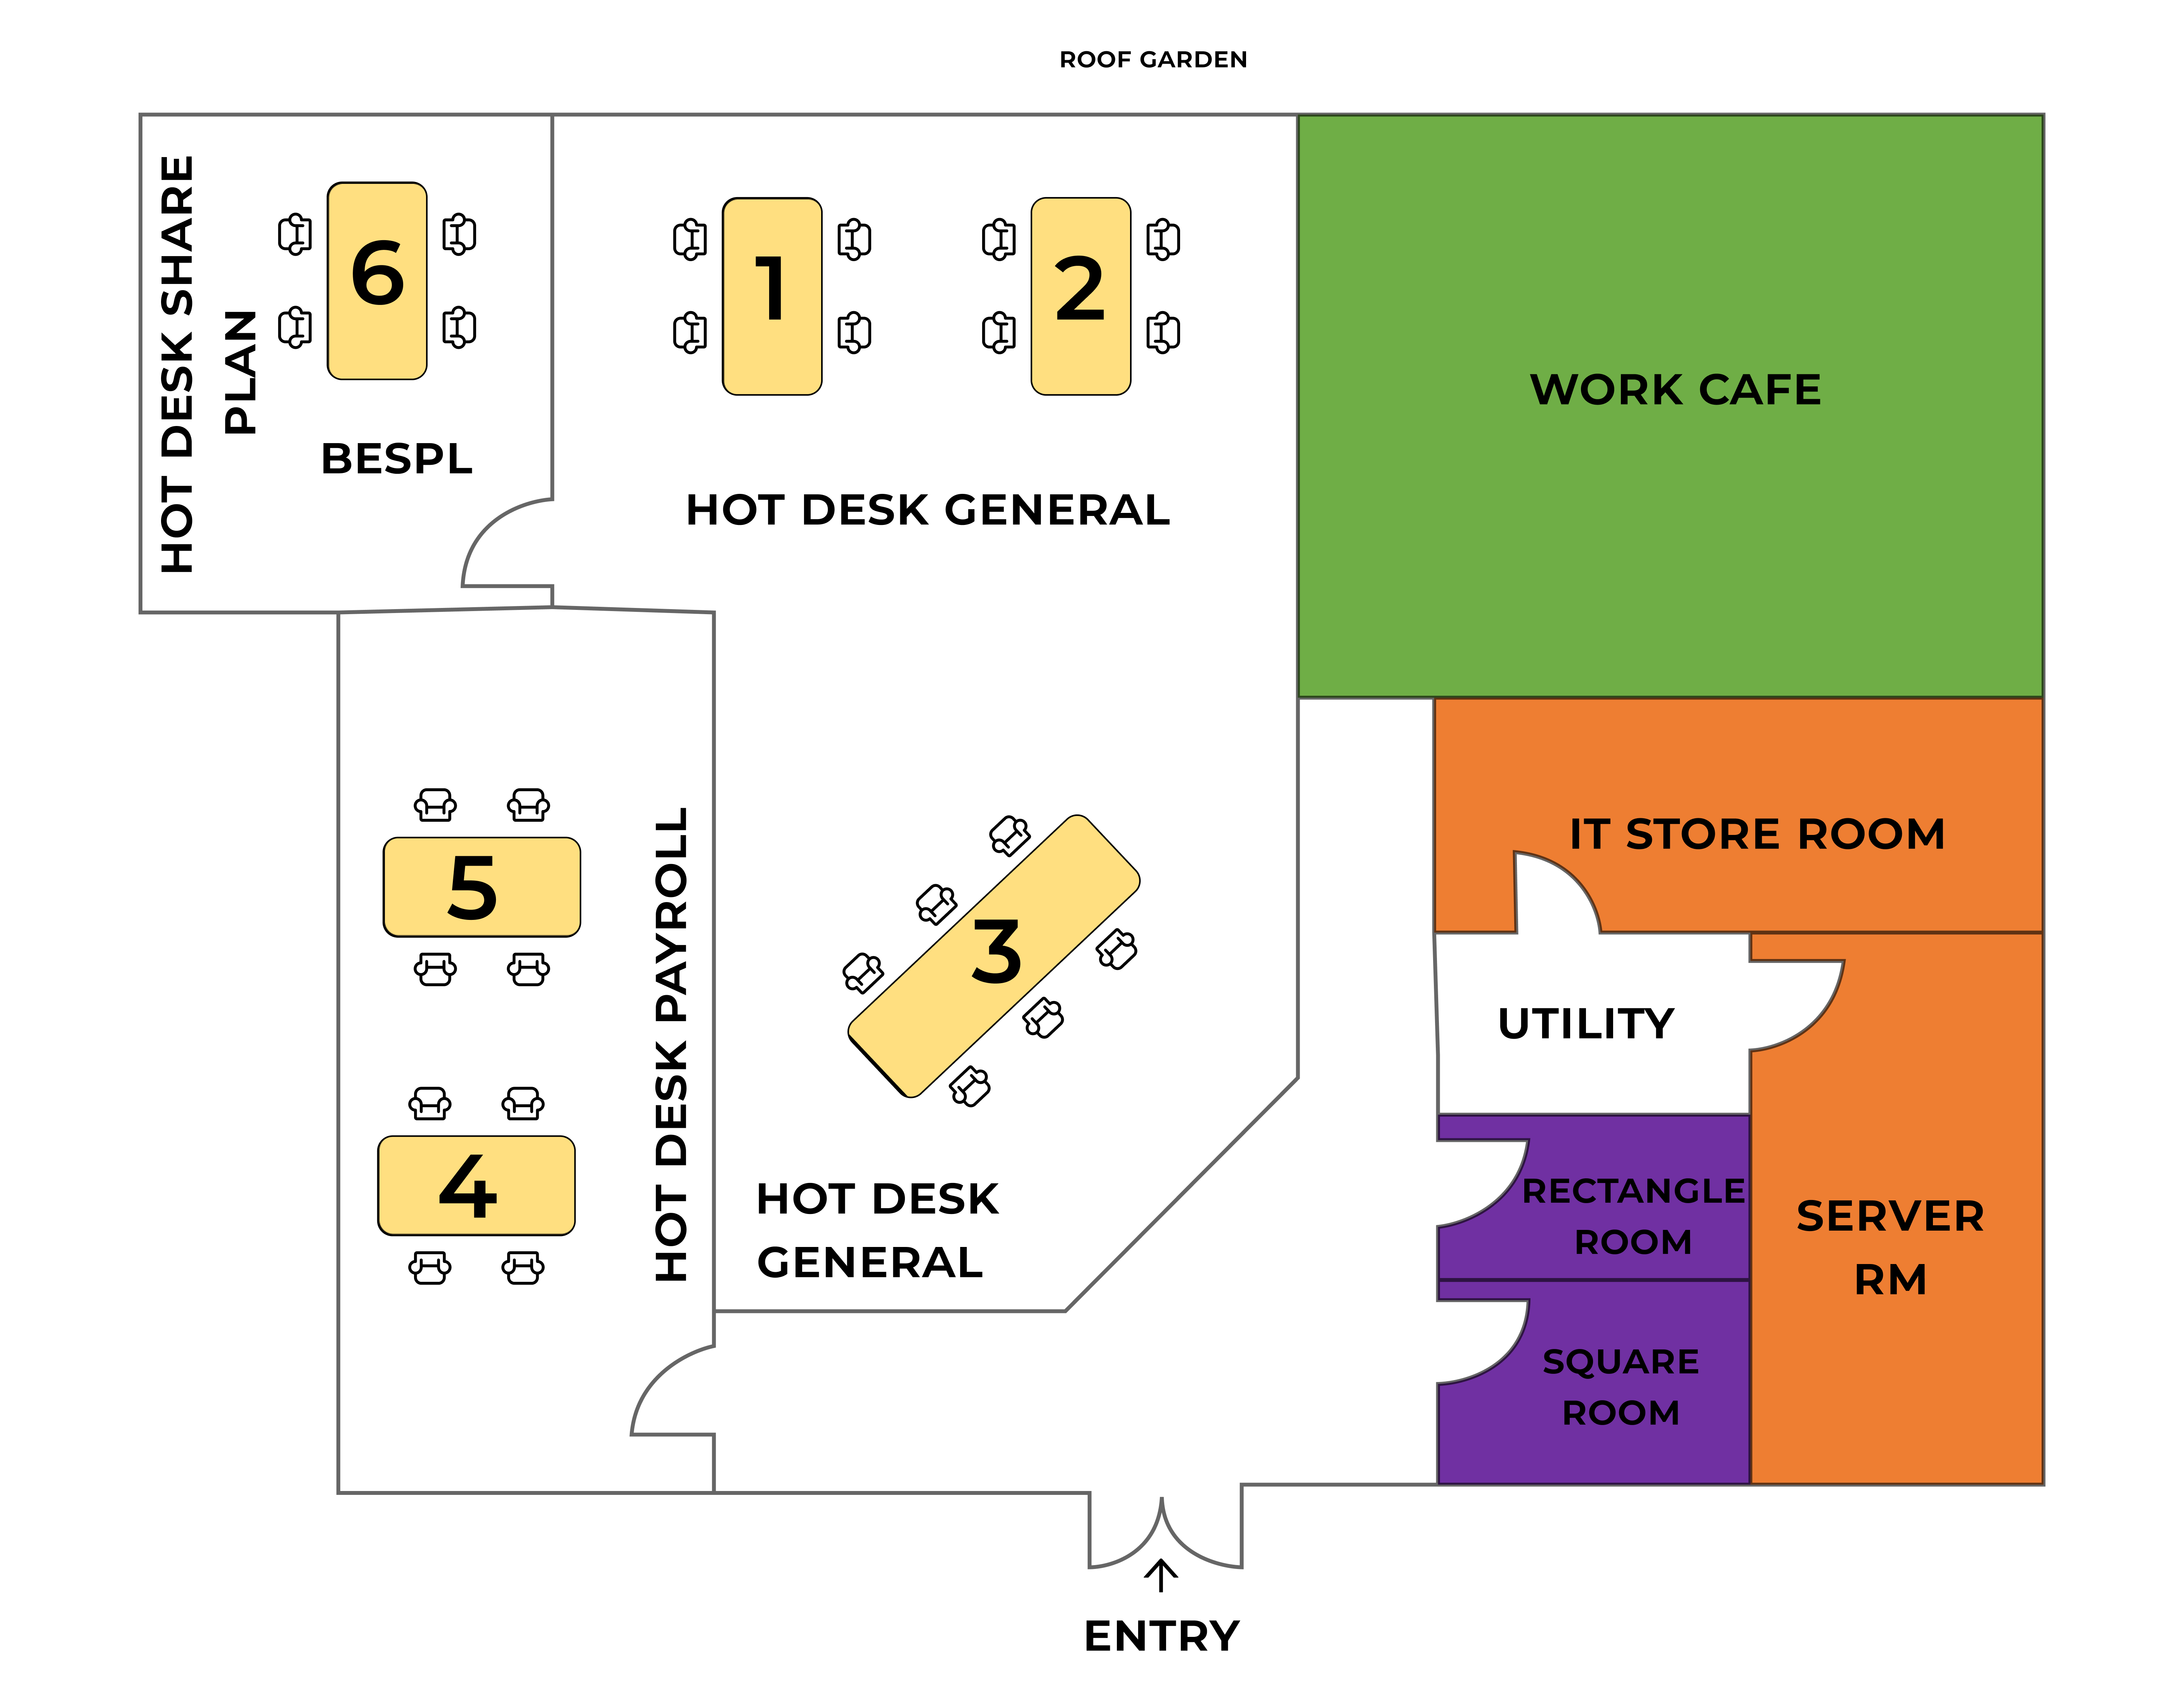 ROOF GARDEN
HOT DESK SHARE
PLAN
6
BESPL
1
2
HOT DESK GENERAL
WORK CAFE
IT STORE ROOM
5
4
HOT DESK PAYROLL
3
HOT DESK
GENERAL
UTILITY
RECTANGLE
ROOM
SQUARE
ROOM
SERVER
RM
ENTRY